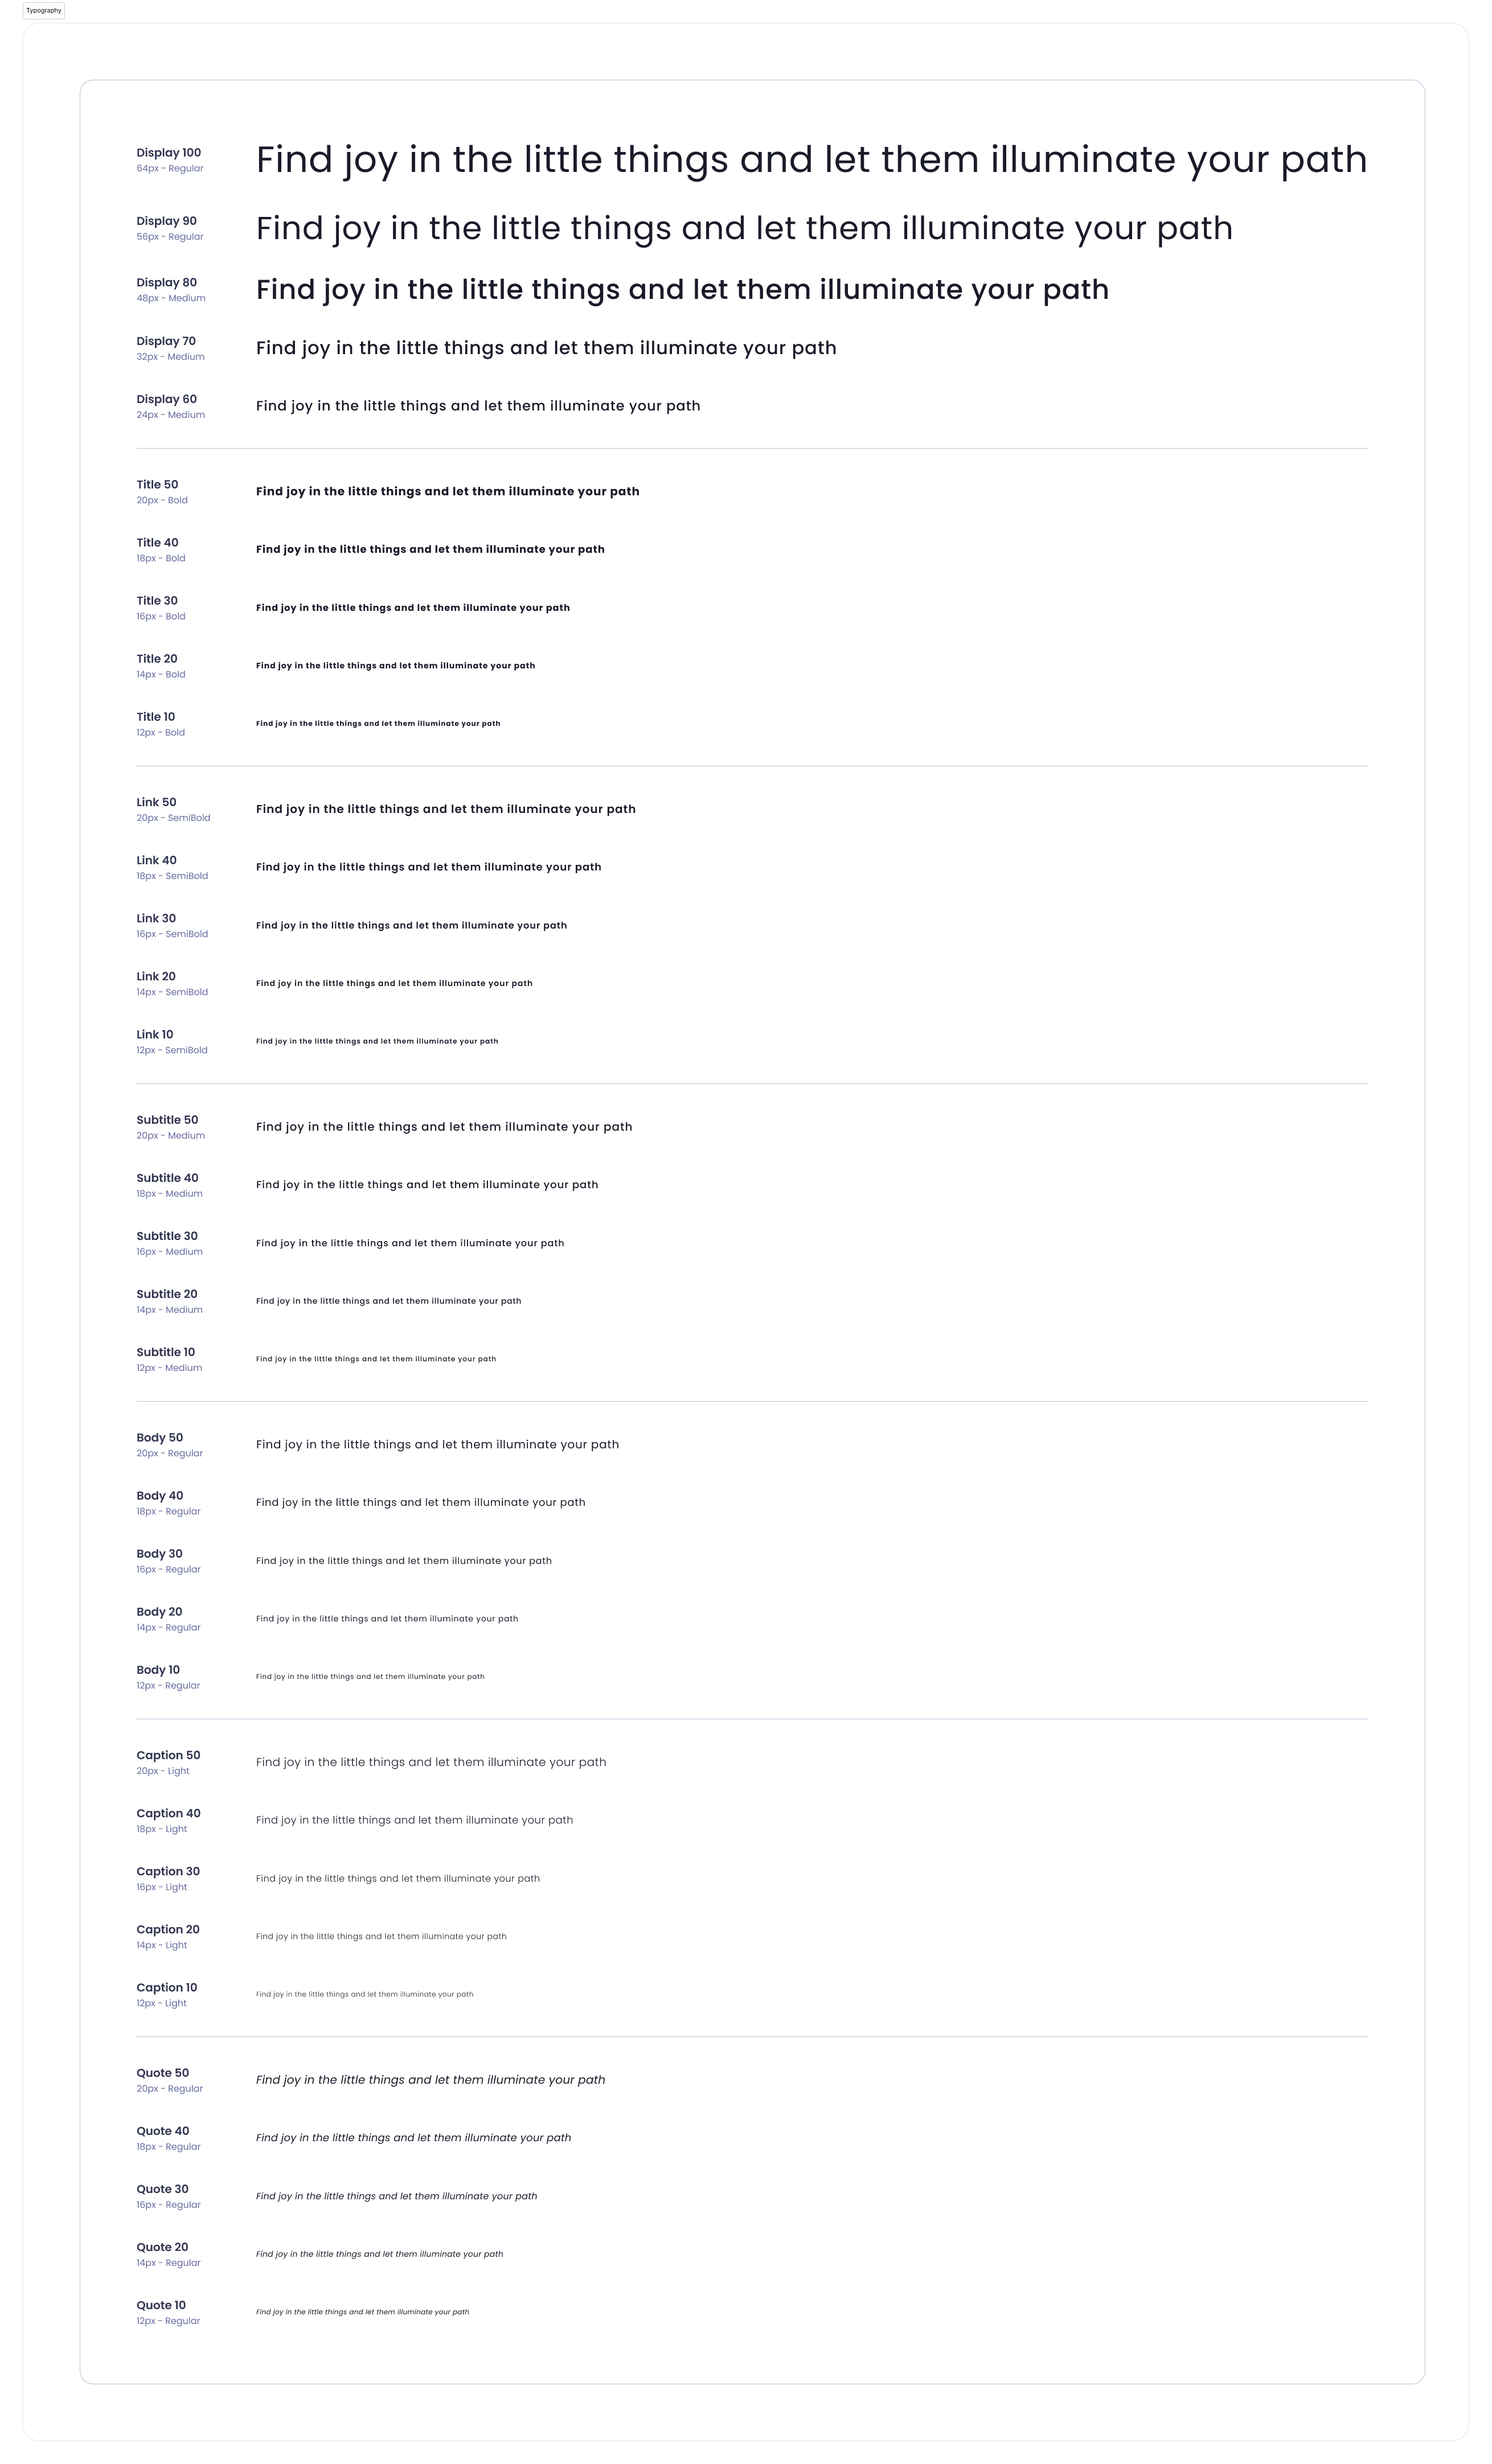 Typography
Display 100
64px - Regular
Find joy in the little things and let them illuminate your path
Display 90
56px - Regular
Find joy in the little things and let them illuminate your path
Display 80
48px - Medium
Find joy in the little things and let them illuminate your path
Display 70
32px - Medium
Find joy in the little things and let them illuminate your path
Display 60
24px - Medium
Find joy in the little things and let them illuminate your path
Title 50
20px - Bold
Find joy in the little things and let them illuminate your path
Title 40
18px - Bold
Find joy in the little things and let them illuminate your path
Title 30
16px - Bold
Find joy in the little things and let them illuminate your path
Title 20
14px - Bold
Find joy in the little things and let them illuminate your path
Title 10
12px - Bold
Find joy in the little things and let them illuminate your path
Link 50
20px - SemiBold
Find joy in the little things and let them illuminate your path
Link 40
18px - SemiBold
Find joy in the little things and let them illuminate your path
Link 30
16px - SemiBold
Find joy in the little things and let them illuminate your path
Link 20
14px - SemiBold
Find joy in the little things and let them illuminate your path
Link 10
12px - SemiBold
Find joy in the little things and let them illuminate your path
Subtitle 50
20px - Medium
Find joy in the little things and let them illuminate your path
Subtitle 40
18px - Medium
Find joy in the little things and let them illuminate your path
Subtitle 30
16px - Medium
Find joy in the little things and let them illuminate your path
Subtitle 20
14px - Medium
Find joy in the little things and let them illuminate your path
Subtitle 10
12px - Medium
Find joy in the little things and let them illuminate your path
Body 50
20px - Regular
Find joy in the little things and let them illuminate your path
Body 40
18px - Regular
Find joy in the little things and let them illuminate your path
Body 30
16px - Regular
Find joy in the little things and let them illuminate your path
Body 20
14px - Regular
Find joy in the little things and let them illuminate your path
Body 10
12px - Regular
Find joy in the little things and let them illuminate your path
Caption 50
20px - Light
Find joy in the little things and let them illuminate your path
Caption 40
18px - Light
Find joy in the little things and let them illuminate your path
Caption 30
16px - Light
Find joy in the little things and let them illuminate your path
Caption 20
14px - Light
Find joy in the little things and let them illuminate your path
Caption 10
12px - Light
Find joy in the little things and let them illuminate your path
Quote 50
20px - Regular
Find joy in the little things and let them illuminate your path
Quote 40
18px - Regular
Find joy in the little things and let them illuminate your path
Quote 30
16px - Regular
Find joy in the little things and let them illuminate your path
Quote 20
14px - Regular
Find joy in the little things and let them illuminate your path
Quote 10
12px - Regular
Find joy in the little things and let them illuminate your path